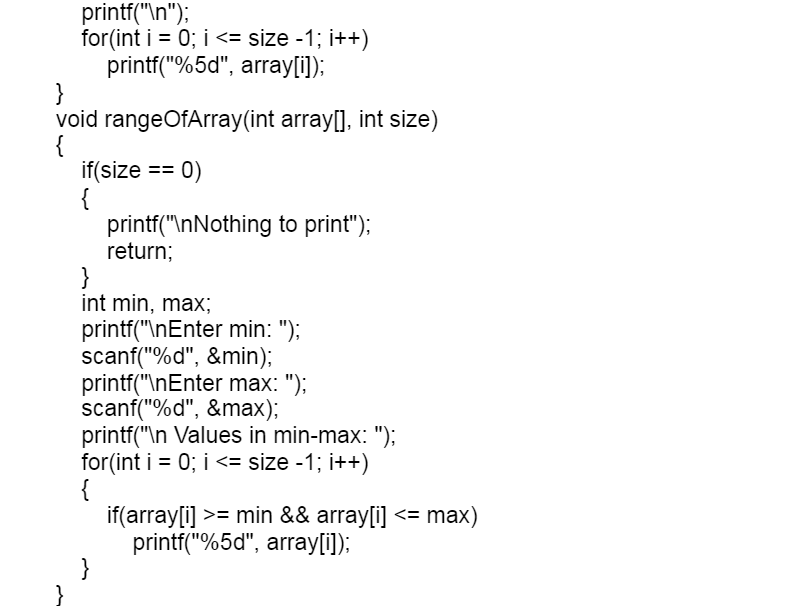 printf("\n");
for(int i = 0; i <= size -1; i++)
printf("%5d", array[i]);
}
void rangeOfArray(int array[], int size)
{
if(size == 0)
{
printf("\nNothing to print");
return;
}
int min, max;
printf("\nEnter min: ");
scanf("%d", &min);
printf("\nEnter max: ");
scanf("%d", &max);
printf("\n Values in min-max: ");
for(int i = 0; i <= size -1; i++)
{
if(array[i] >= min && array[i] <= max)
printf("%5d", array[i]);
}
}